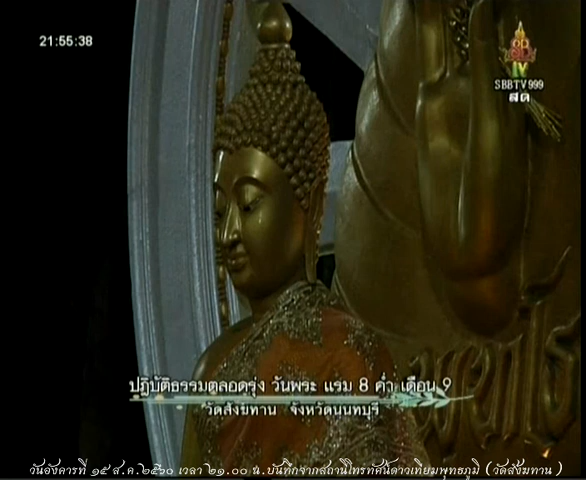 21:55:38
SBBTV999
สด
ปฏิบัติธรรมตลอดรุ่ง วันพระ แรม 8 ค่ำ เดือน 9
วัดสังฆทาน จังหวัดนนทบุรี
วันอังคารที่ ๑๕ ส.ค.๒๕๖๐ เวลา ๒๑.๐๐ น.บันทึกจากสถานีโทรทัศน์ดาวเทียมพุทธภูมิ (วัดสังฆทาน)